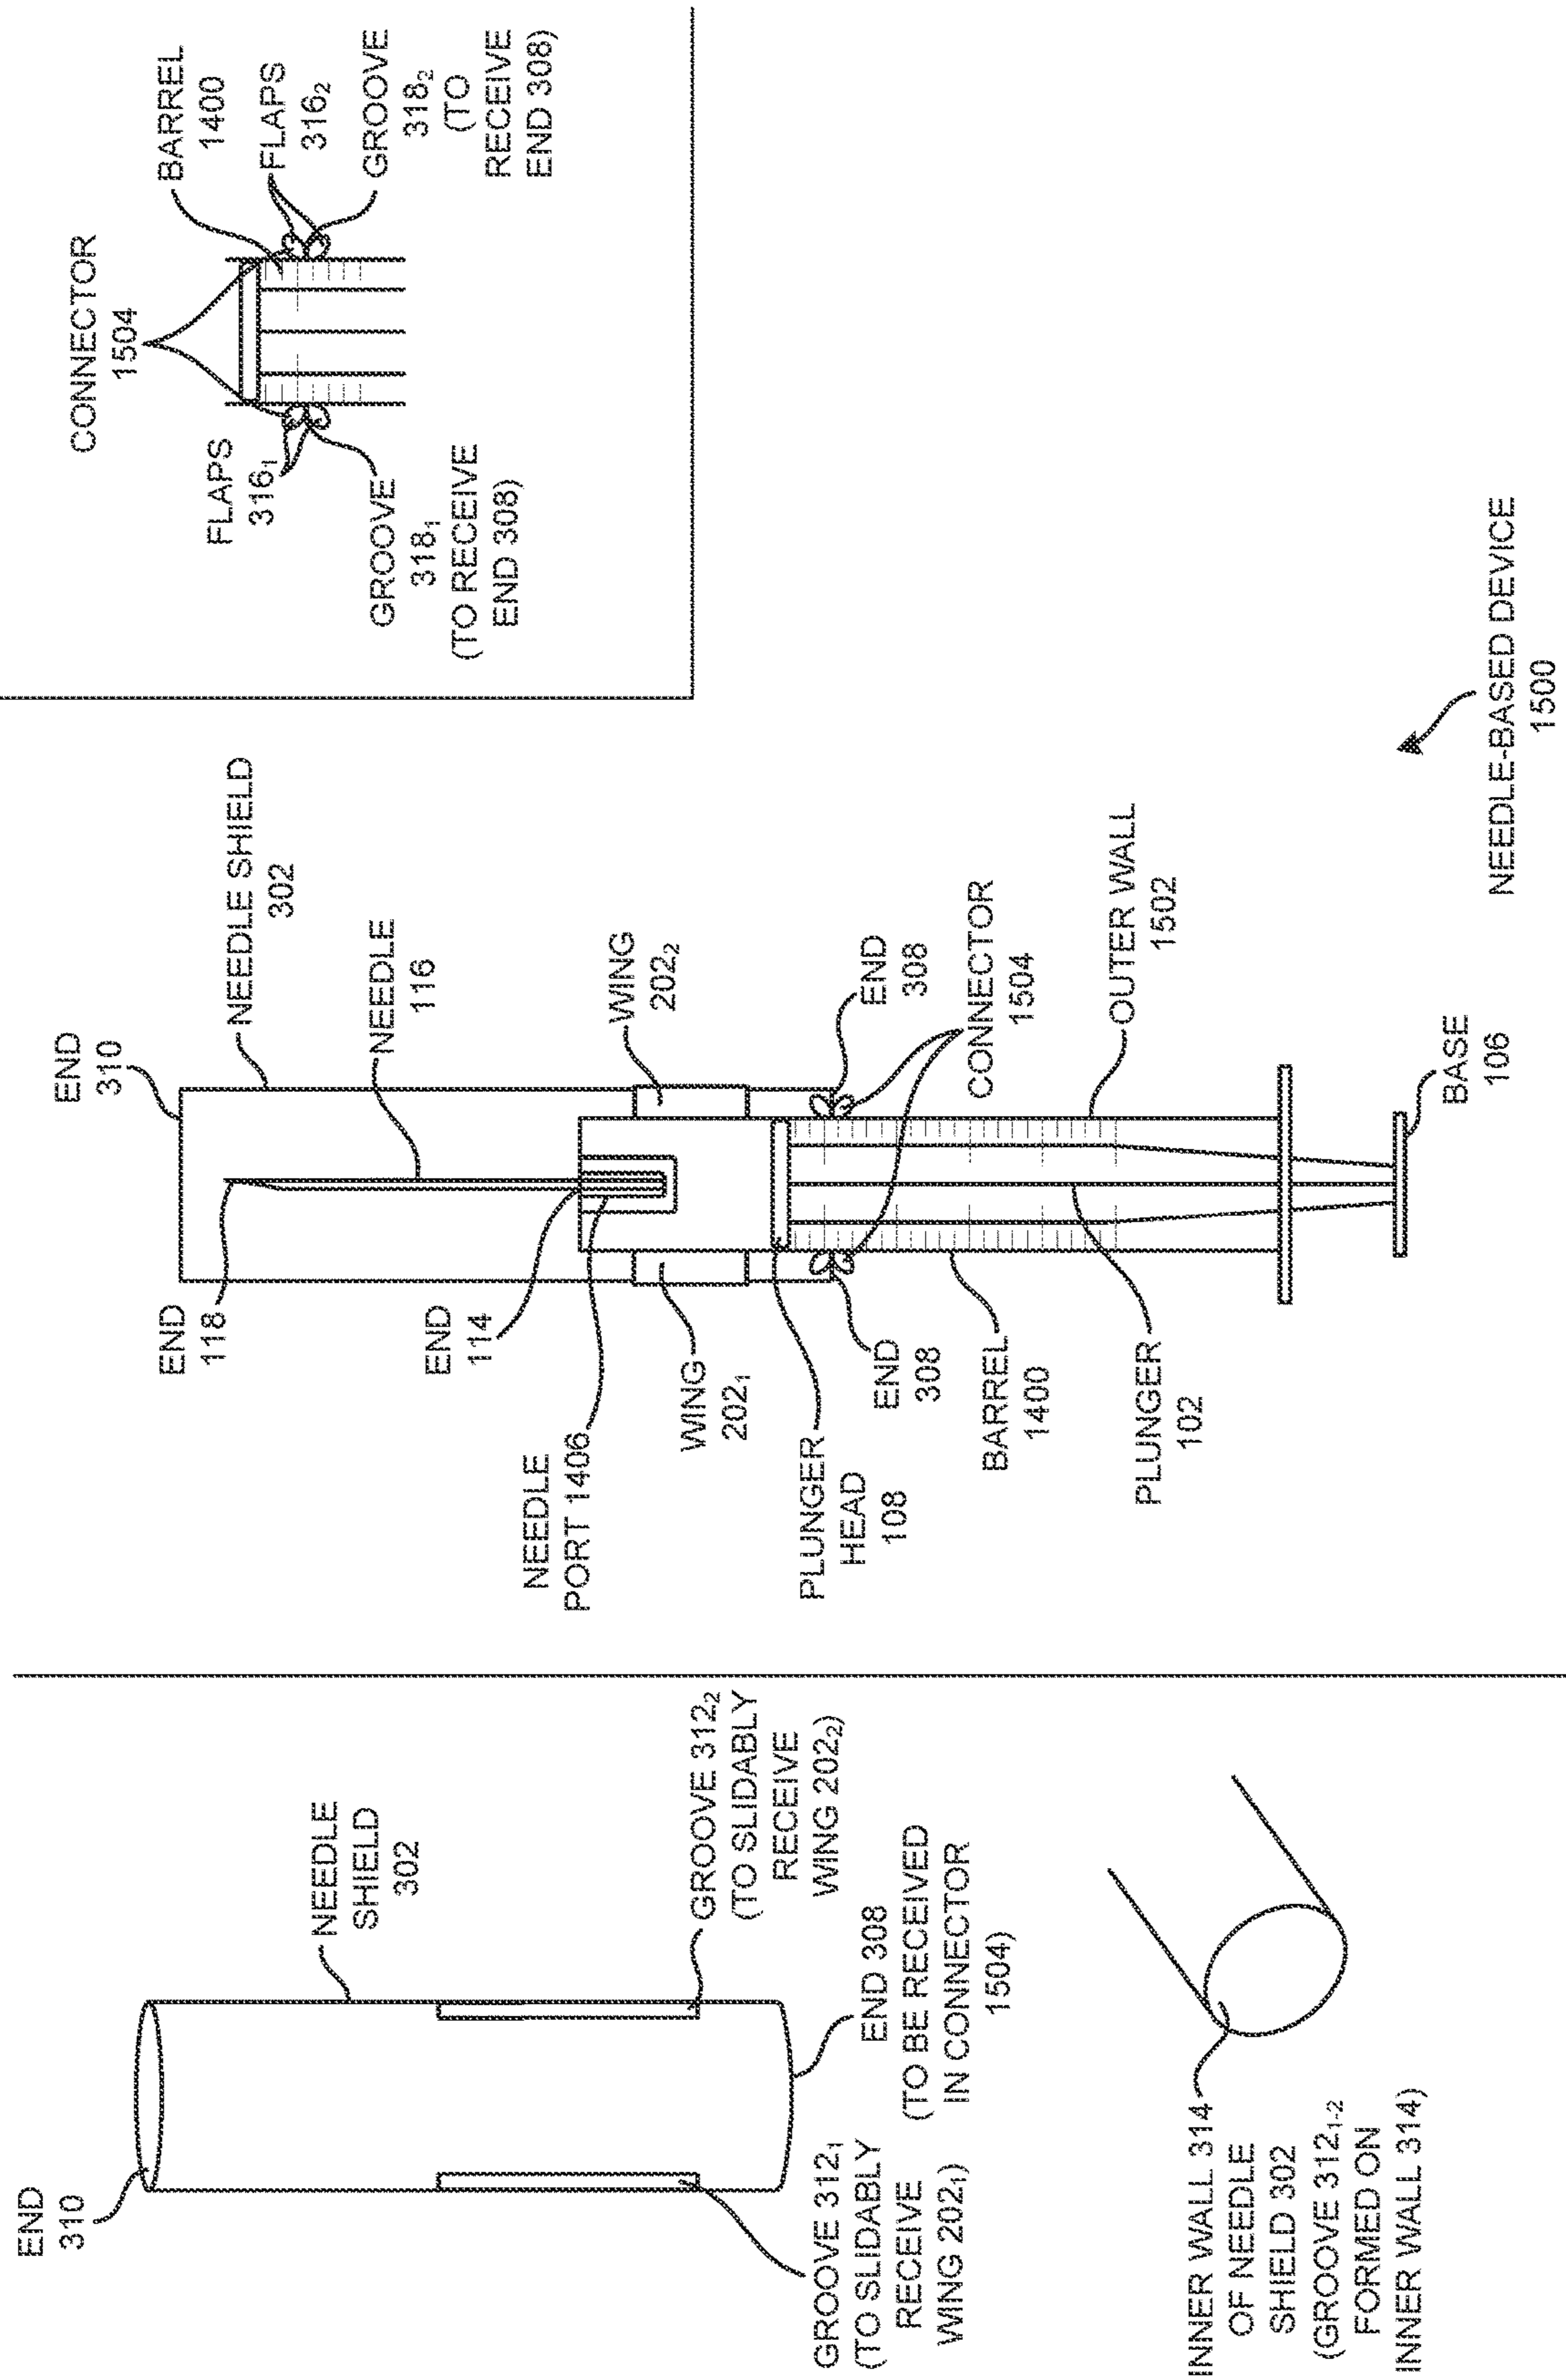 END
310
NEEDLE
SHIELD
302
GROOVE 312₁
(TO SLIDABLY
RECEIVE
WING 202₁)
GROOVE 312₂
(TO SLIDABLY
RECEIVE
WING 202₂)
END 308
(TO BE RECEIVED
IN CONNECTOR
1504)
INNER WALL 314
OF NEEDLE
SHIELD 302
(GROOVE 312₁₋₂
FORMED ON
INNER WALL 314)
END
310
NEEDLE SHIELD
302
END
118
NEEDLE
116
END
114
NEEDLE
PORT 1406
WING
202₁
WING
202₂
PLUNGER
HEAD
108
END
308
END
308
CONNECTOR
1504
BARREL
1400
OUTER WALL
1502
PLUNGER
102
BASE
106
CONNECTOR
1504
BARREL
1400
FLAPS
316₁
FLAPS
316₂
GROOVE
318₁
(TO RECEIVE
END 308)
GROOVE
318₂
(TO
RECEIVE
END 308)
NEEDLE-BASED DEVICE
1500